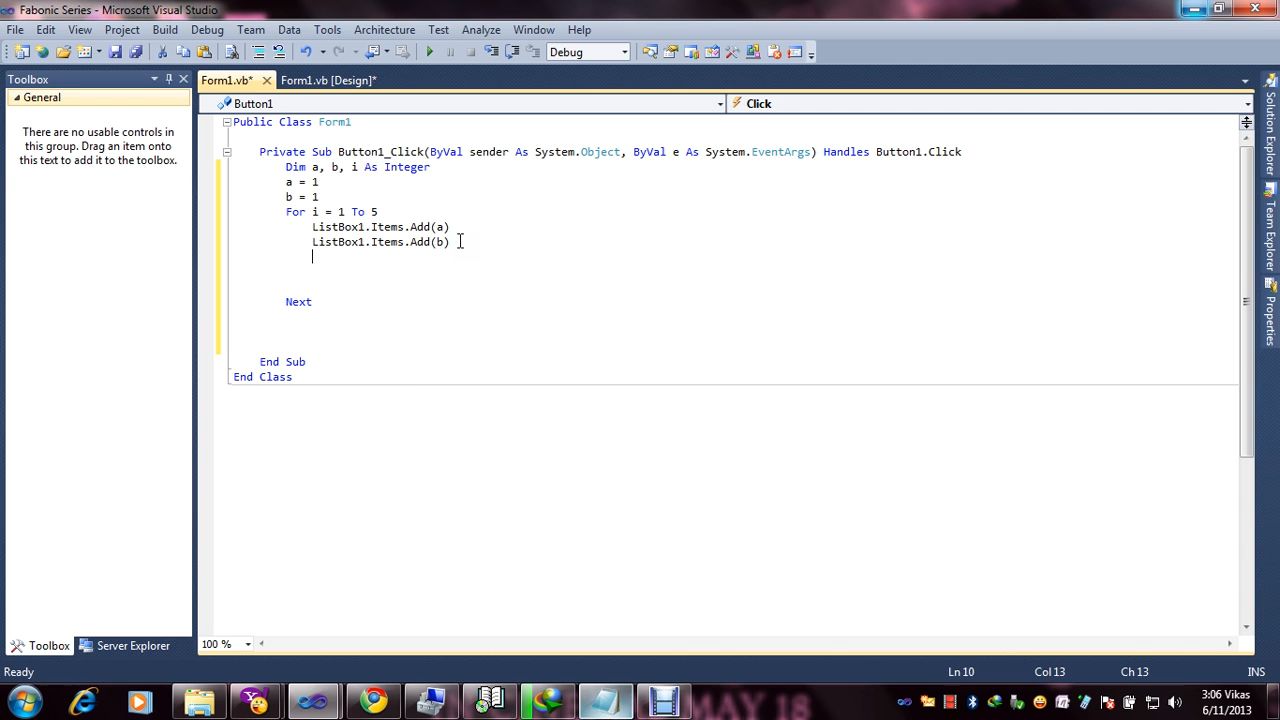 Fabonic Series - Microsoft Visual Studio
File Edit View Project Build Debug Team Data Tools Architecture Test Analyze Window Help
Debug
Toolbox
General
There are no usable controls in
this group. Drag an item onto
this text to add it to the toolbox.
Toolbox Server Explorer
Form1.vb* Form1.vb [Design]*
Button1 Click
Public Class Form1
Private Sub Button1_Click(ByVal sender As System.Object, ByVal e As System.EventArgs) Handles Button1.Click
Dim a, b, i As Integer
a = 1
b = 1
For i = 1 To 5
ListBox1.Items.Add(a)
ListBox1.Items.Add(b)
Next
End Sub
End Class
100 %
Solution Explorer
Team Explorer
Properties
Ready Ln 10 Col 13 Ch 13 INS
3:06 Vikas
6/11/2013